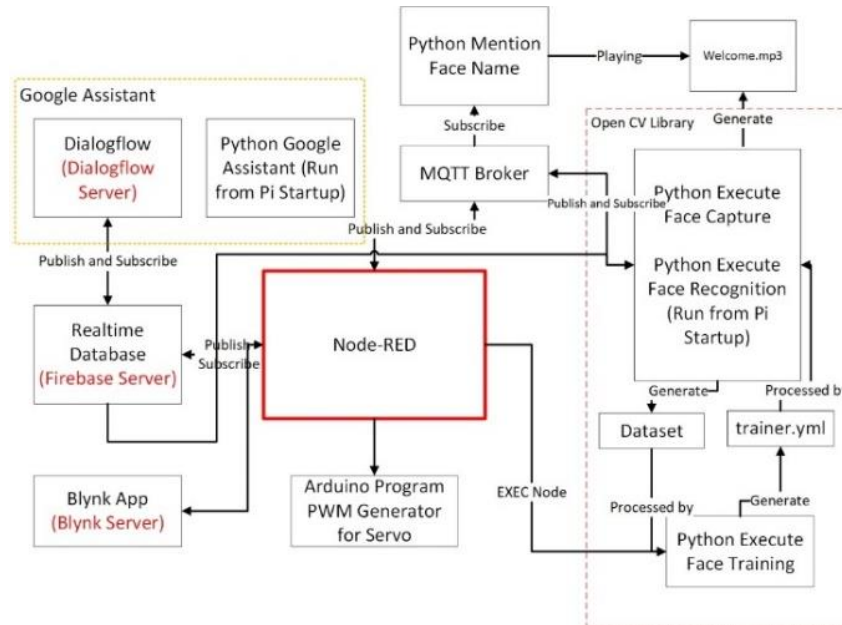 Python Mention
Face Name
Playing
Welcome.mp3
Google Assistant
Dialogflow
(Dialogflow
Server)
Python Google
Assistant (Run
from Pi Startup)
Subscribe
MQTT Broker
Publish and Subscribe
Open CV Library
Generate
Python Execute
Face Capture
Publish and Subscribe
Python Execute
Face Recognition
(Run from Pi
Startup)
Publish and Subscribe
Realtime
Database
(Firebase Server)
Publish
Subscribe
Node-RED
Generate
Processed by
Dataset
trainer.yml
Blynk App
(Blynk Server)
Arduino Program
PWM Generator
for Servo
EXEC Node
Processed by
Generate
Python Execute
Face Training